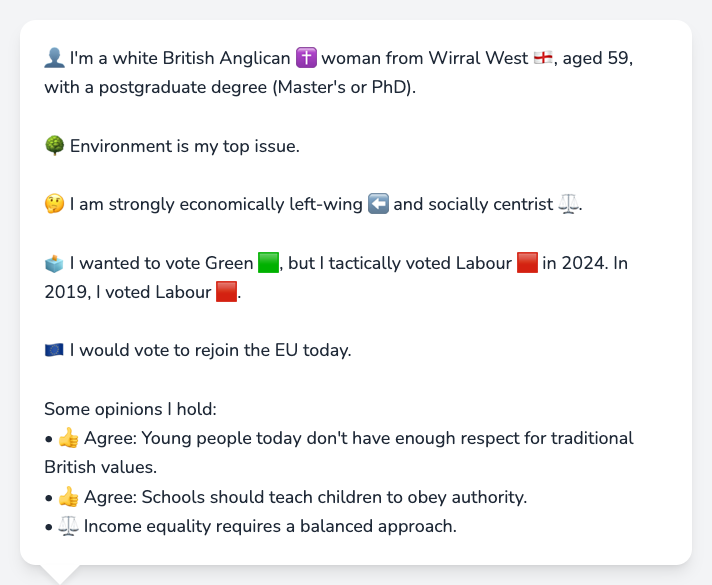 👤 I'm a white British Anglican ✝️ woman from Wirral West 🏴󠁧󠁢󠁥󠁮󠁧󠁿, aged 59,
with a postgraduate degree (Master's or PhD).
🌳 Environment is my top issue.
🤔 I am strongly economically left-wing ⬅️ and socially centrist ⚖️.
🗳️ I wanted to vote Green 🟩, but I tactically voted Labour 🟥 in 2024. In
2019, I voted Labour 🟥.
🇪🇺 I would vote to rejoin the EU today.
Some opinions I hold:
• 👍 Agree: Young people today don't have enough respect for traditional
British values.
• 👍 Agree: Schools should teach children to obey authority.
• ⚖️ Income equality requires a balanced approach.